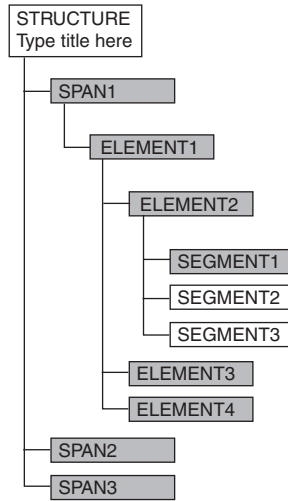 STRUCTURE
Type title here
SPAN1
ELEMENT1
ELEMENT2
SEGMENT1
SEGMENT2
SEGMENT3
ELEMENT3
ELEMENT4
SPAN2
SPAN3